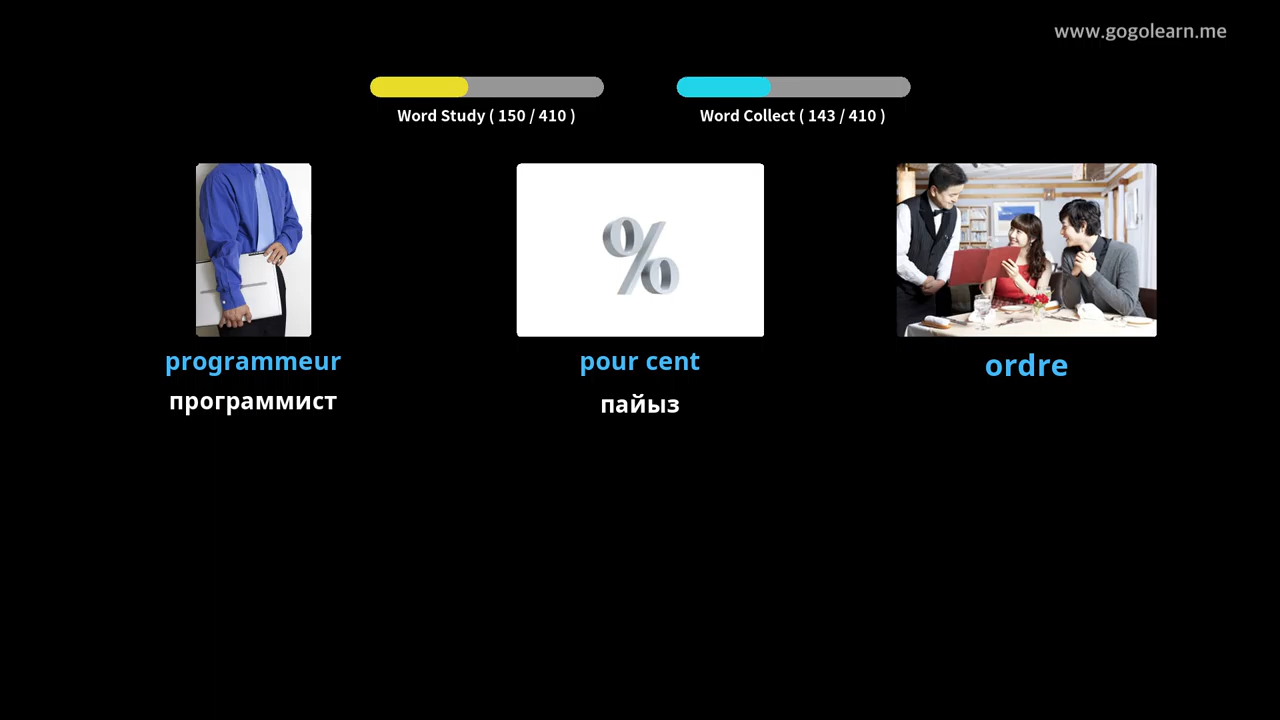 www.gogolearn.me
Word Study ( 150 / 410 )
Word Collect ( 143 / 410 )
%
programmeur
программист
pour cent
пайыз
ordre